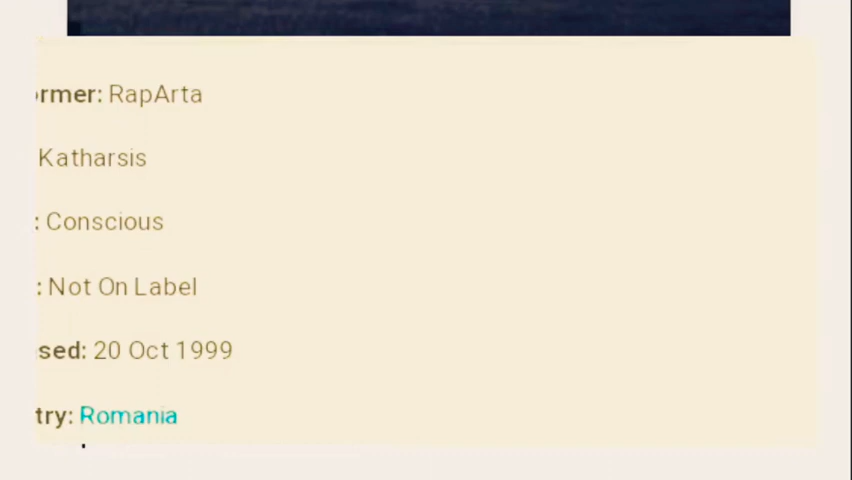 ormer: RapArta
Katharsis
: Conscious
: Not On Label
sed: 20 Oct 1999
try: Romania